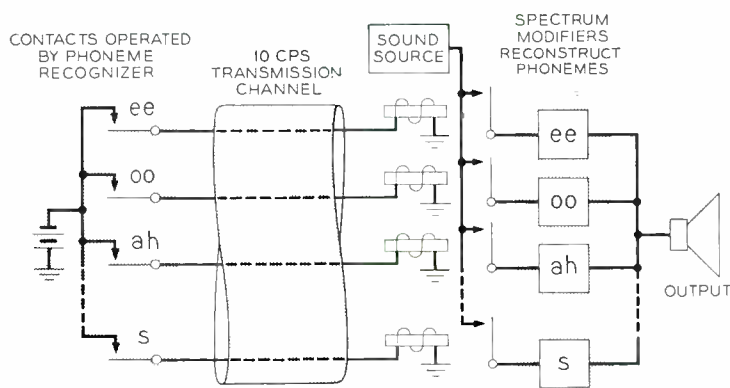 CONTACTS OPERATED
BY PHONEME
RECOGNIZER
10 CPS
TRANSMISSION
CHANNEL
SOUND
SOURCE
SPECTRUM
MODIFIERS
RECONSTRUCT
PHONEMES
ee
oo
ah
s
ee
oo
ah
s
OUTPUT